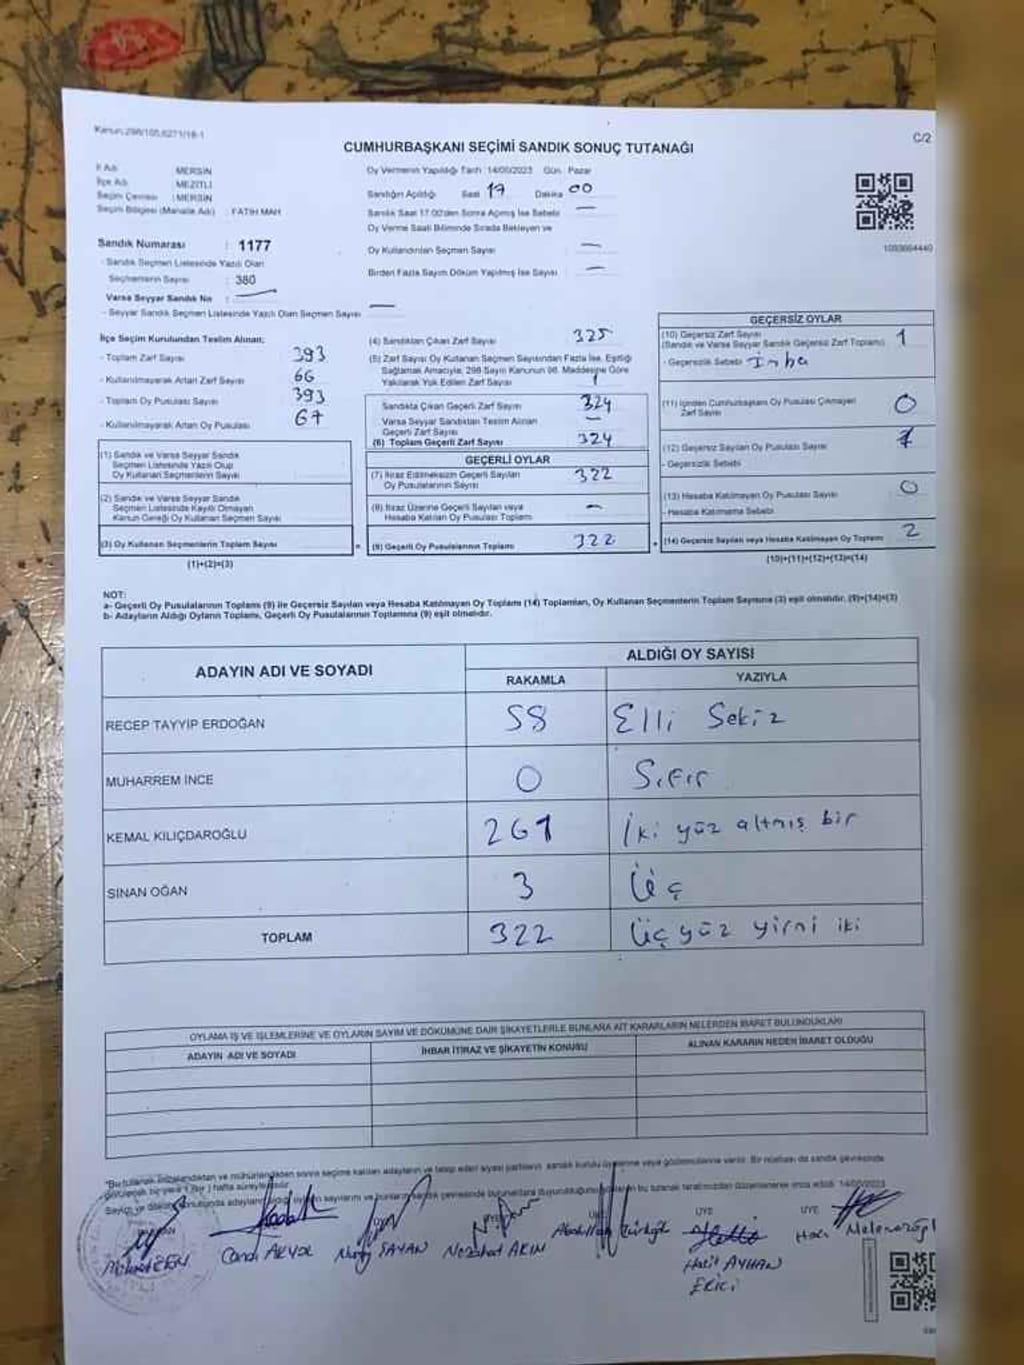 Kanun:298/105,6271/18-1
C/2
CUMHURBAŞKANI SEÇİMİ SANDIK SONUÇ TUTANAĞI
İl Adı : MERSİN
İlçe Adı : MEZİTLİ
Seçim Çevresi : MERSİN
Seçim Bölgesi (Mahalle Adı) : FATİH MAH
Sandık Numarası : 1177
- Sandık Seçmen Listesinde Yazılı Olan
Seçmenlerin Sayısı : 380
Varsa Seyyar Sandık No : —
- Seyyar Sandık Seçmen Listesinde Yazılı Olan Seçmen Sayısı —
Oy Vermenin Yapıldığı Tarih :14/05/2023 Gün: Pazar
Sandığın Açıldığı Saat 17 Dakika 00
Sandık Saat 17.00'den Sonra Açılmış İse Sebebi —
Oy Verme Saati Bitiminde Sırada Bekleyen ve
Oy Kullandırılan Seçmen Sayısı —
Birden Fazla Sayım Döküm Yapılmış İse Sayısı —
1093664440
İlçe Seçim Kurulundan Teslim Alınan;
- Toplam Zarf Sayısı 393
- Kullanılmayarak Artan Zarf Sayısı 66
- Toplam Oy Pusulası Sayısı 393
- Kullanılmayarak Artan Oy Pusulası 67
(1) Sandık ve Varsa Seyyar Sandık
Seçmen Listesinde Yazılı Olup
Oy Kullanan Seçmenlerin Sayısı
(2) Sandık ve Varsa Seyyar Sandık
Seçmen Listesinde Kayıtlı Olmayan
Kanun Gereği Oy Kullanan Seçmen Sayısı
(3) Oy Kullanan Seçmenlerin Toplam Sayısı
(1)+(2)=(3)
(4) Sandıktan Çıkan Zarf Sayısı 325
(5) Zarf Sayısı Oy Kullanan Seçmen Sayısından Fazla İse, Eşitliği
Sağlamak Amacıyla, 298 Sayılı Kanunun 98. Maddesine Göre
Yakılarak Yok Edilen Zarf Sayısı 1
Sandıkta Çıkan Geçerli Zarf Sayısı 324
Varsa Seyyar Sandıktan Teslim Alınan
Geçerli Zarf Sayısı —
(6) Toplam Geçerli Zarf Sayısı 324
GEÇERLİ OYLAR
(7) İtiraz Edilmeksizin Geçerli Sayılan
Oy Pusulalarının Sayısı 322
(8) İtiraz Üzerine Geçerli Sayılan veya
Hesaba Katılan Oy Pusulası Toplamı —
(9) Geçerli Oy Pusulalarının Toplamı 322
GEÇERSİZ OYLAR
(10) Geçersiz Zarf Sayısı 1
(Sandık ve Varsa Seyyar Sandık Geçersiz Zarf Toplamı)
- Geçersizlik Sebebi: İmha
(11) İçinden Cumhurbaşkanı Oy Pusulası Çıkmayan
Zarf Sayısı 0
(12) Geçersiz Sayılan Oy Pusulası Sayısı
- Geçersizlik Sebebi
(13) Hesaba Katılmayan Oy Pusulası Sayısı 0
- Hesaba Katılmama Sebebi
(14) Geçersiz Sayılan veya Hesaba Katılmayan Oy Toplamı 2
(10)+(11)+(12)+(13)=(14)
NOT:
a- Geçerli Oy Pusulalarının Toplamı (9) ile Geçersiz Sayılan veya Hesaba Katılmayan Oy Toplamı (14) Toplamları, Oy Kullanan Seçmenlerin Toplam Sayısına (3) eşit olmalıdır. (9)+(14)=(3)
b- Adayların Aldığı Oyların Toplamı, Geçerli Oy Pusulalarının Toplamına (9) eşit olmalıdır.
ADAYIN ADI VE SOYADI
ALDIĞI OY SAYISI
RAKAMLA YAZIYLA
RECEP TAYYİP ERDOĞAN 58 Elli Sekiz
MUHARREM İNCE 0 Sıfır
KEMAL KILIÇDAROĞLU 261 İki yüz altmış bir
SİNAN OĞAN 3 Üç
TOPLAM 322 Üç yüz yirmi iki
OYLAMA İŞ VE İŞLEMLERİNE VE OYLARIN SAYIM VE DÖKÜMÜNE DAİR ŞİKAYETLERLE BUNLARA AİT KARARLARIN NELERDEN İBARET BULUNDUKLARI
ADAYIN ADI VE SOYADI İHBAR İTİRAZ VE ŞİKAYETİN KONUSU ALINAN KARARIN NEDEN İBARET OLDUĞU
ÜYE ÜYE
Nuray SAYAN Nezahat AKIN
Halil AYHAN
EKİCİ